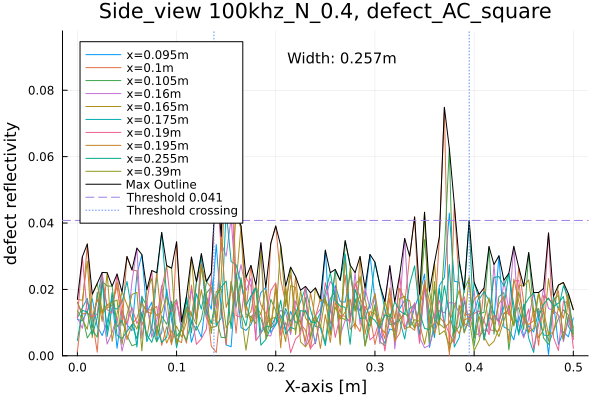 Side_view 100khz_N_0.4, defect_AC_square
Width: 0.257m
x=0.095m
x=0.1m
x=0.105m
x=0.16m
x=0.165m
x=0.175m
x=0.19m
x=0.195m
x=0.255m
x=0.39m
Max Outline
Threshold 0.041
Threshold crossing
defect reflectivity
0.08
0.06
0.04
0.02
0.00
0.0
0.1
0.2
0.3
0.4
0.5
X-axis [m]